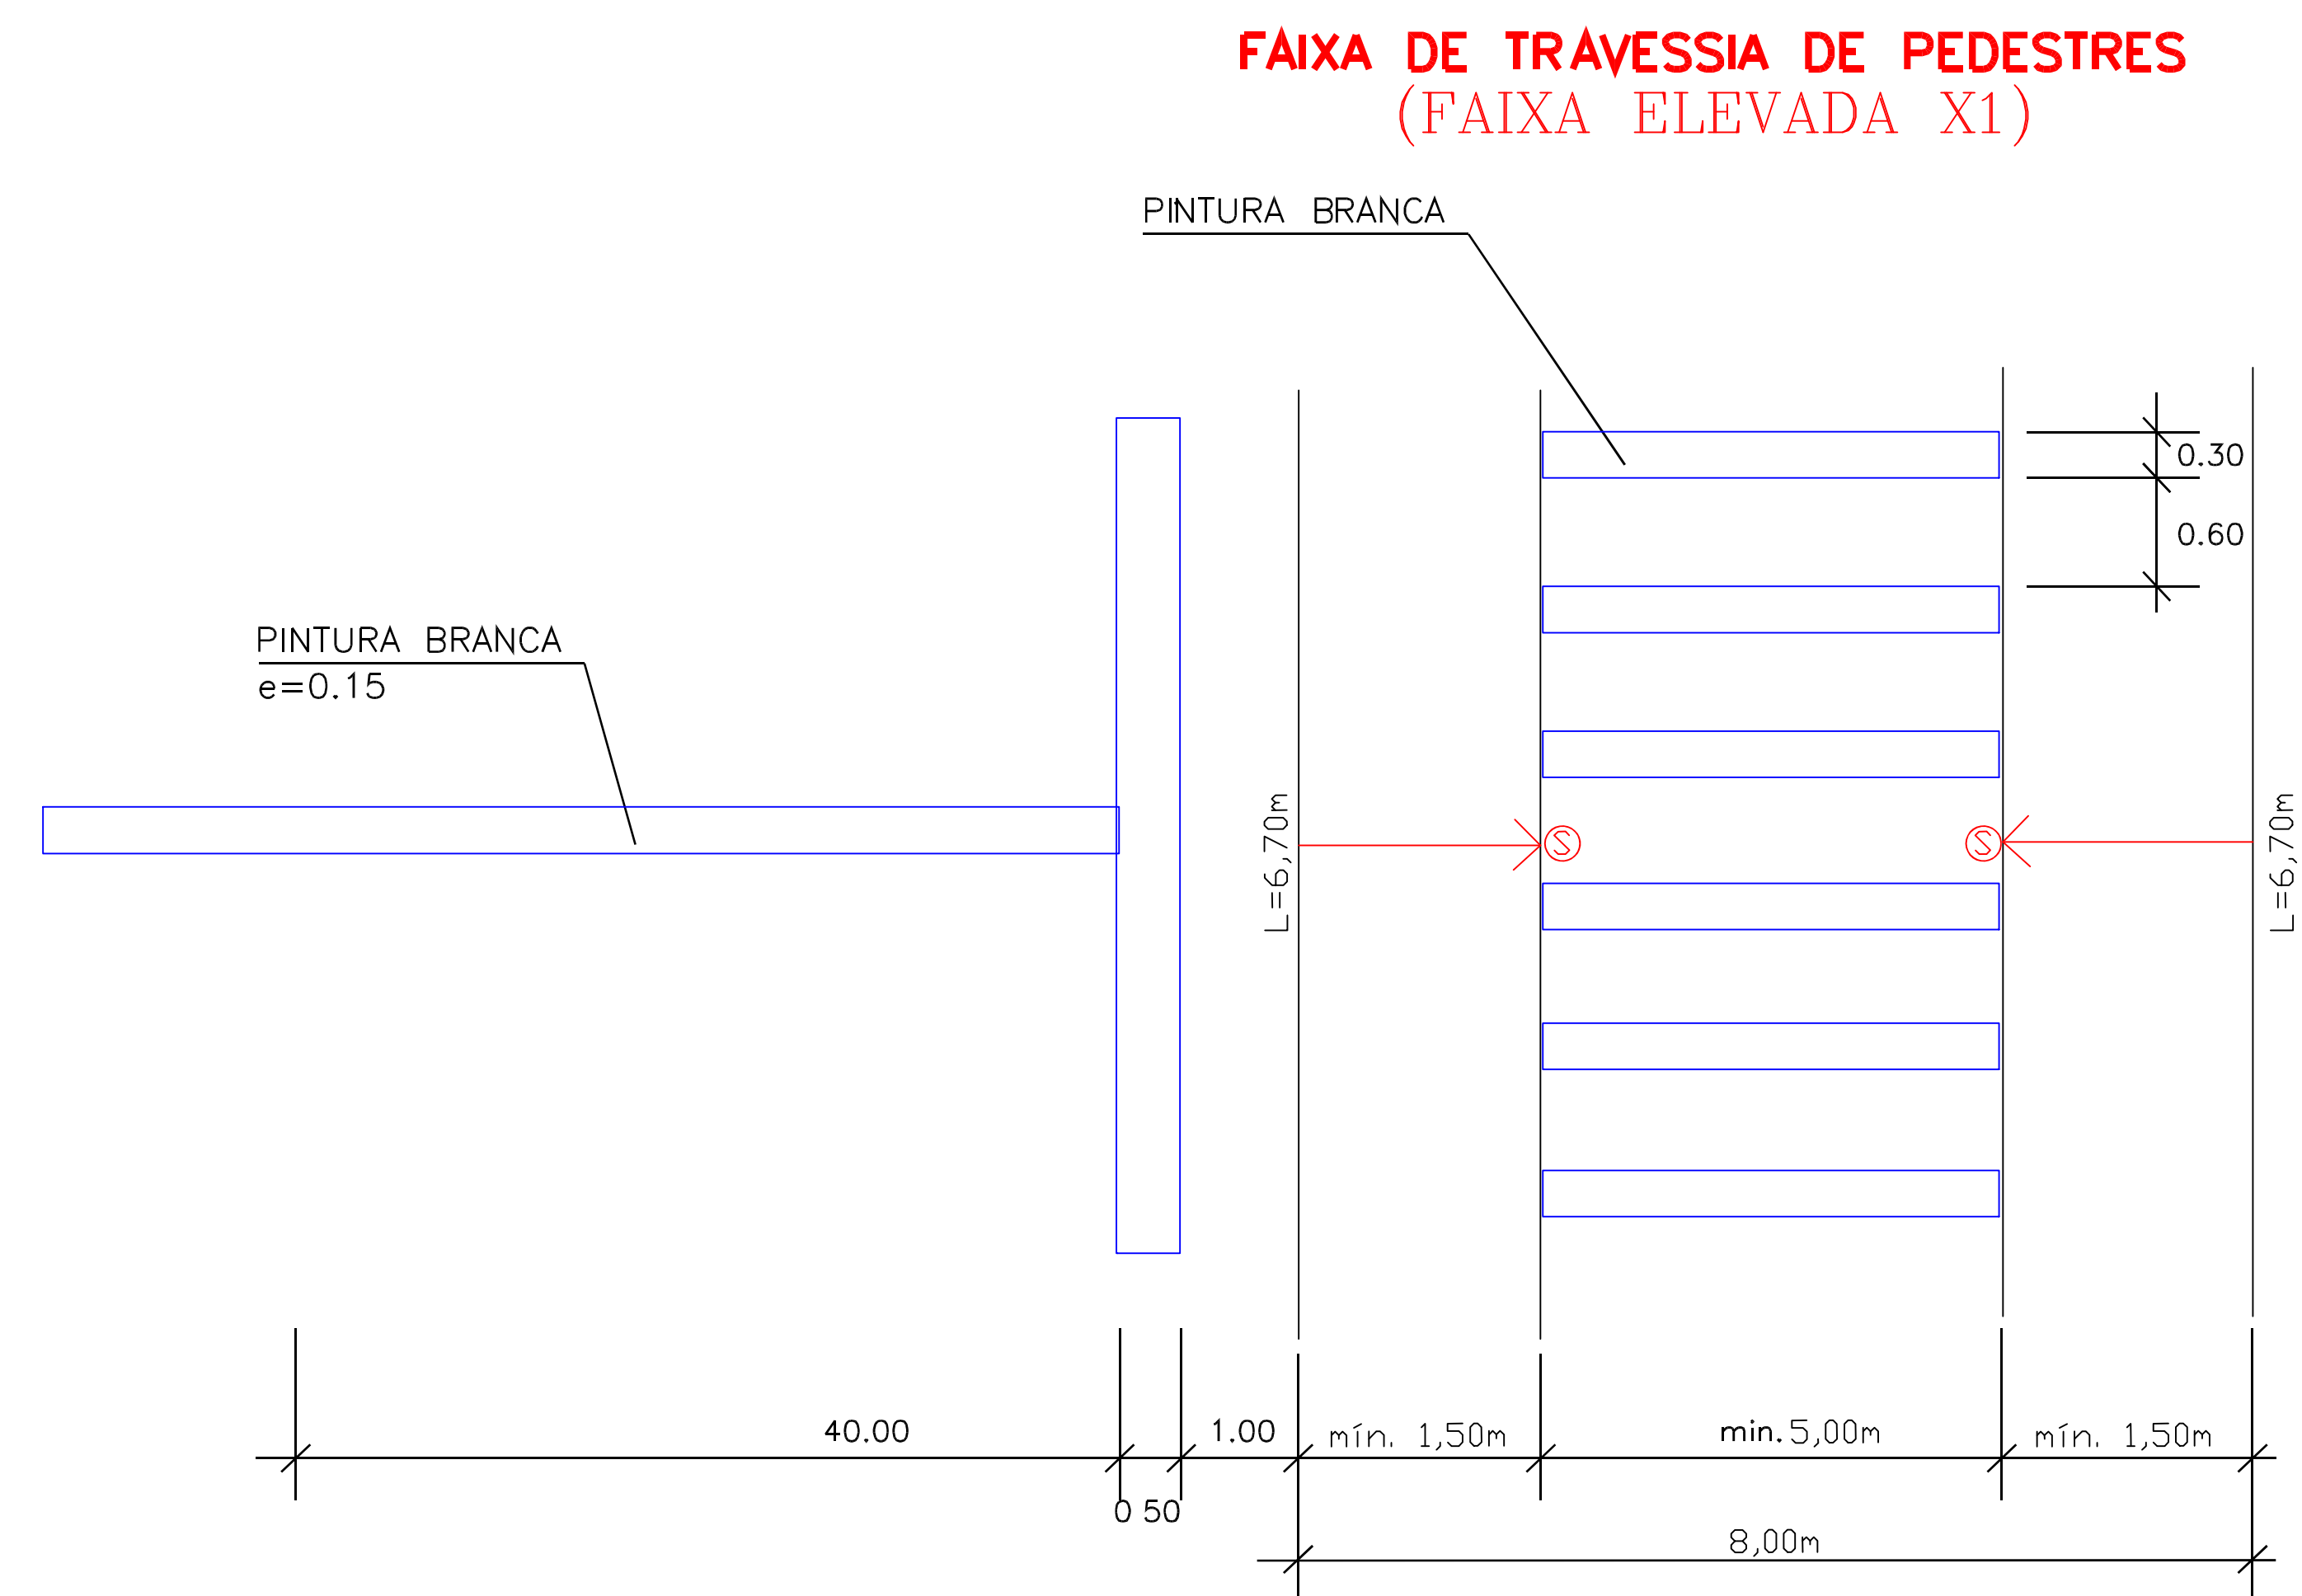 FAIXA DE TRAVESSIA DE PEDESTRES
(FAIXA ELEVADA X1)
PINTURA BRANCA
0.30
0.60
PINTURA BRANCA
e=0.15
L=6,70m
S
S
L=6,70m
40.00
1.00
mín. 1,50m
min.5,00m
mín. 1,50m
0 50
8,00m